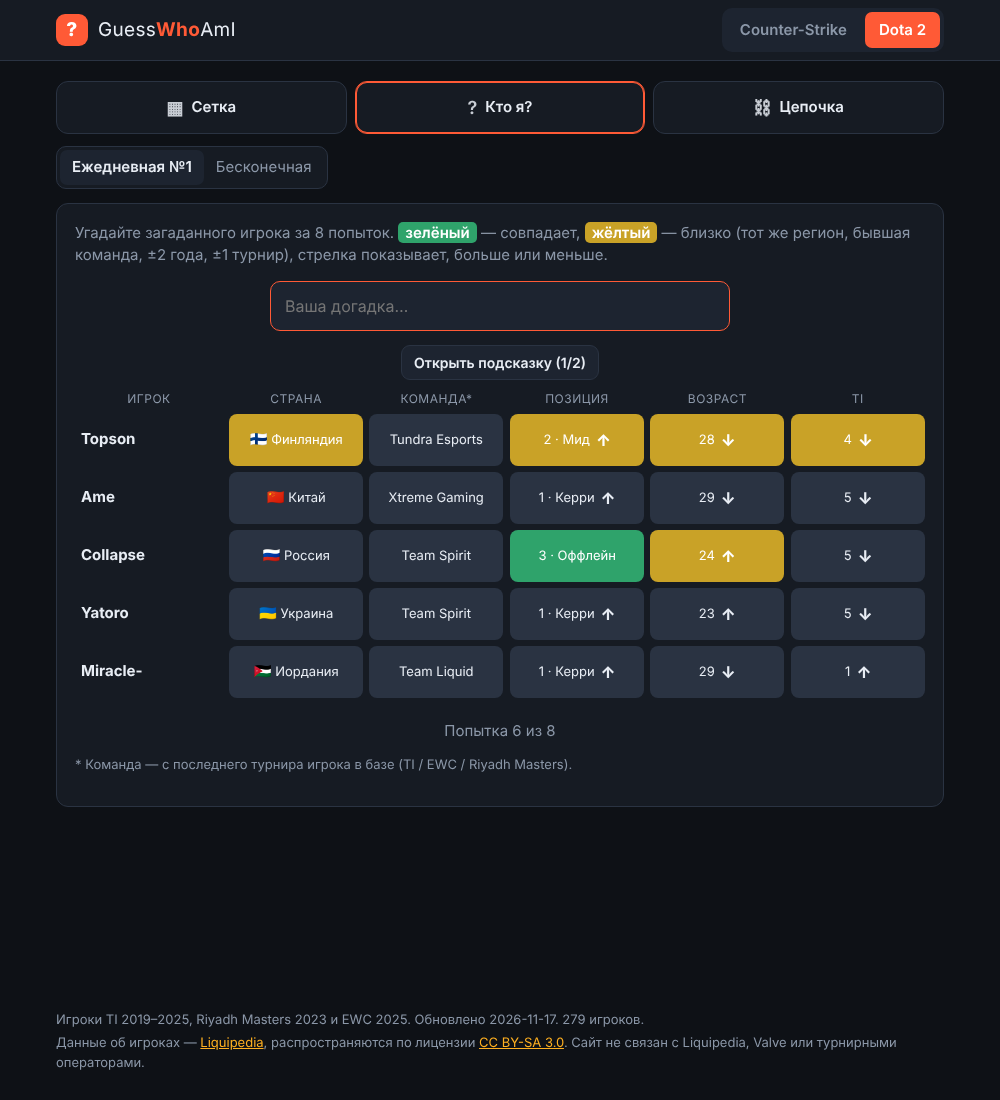 ? GuessWhoAmI
Counter-Strike
Dota 2
Сетка
? Кто я?
Цепочка
Ежедневная №1
Бесконечная
Угадайте загаданного игрока за 8 попыток. зелёный — совпадает, жёлтый — близко (тот же регион, бывшая
команда, ±2 года, ±1 турнир), стрелка показывает, больше или меньше.
Ваша догадка...
Открыть подсказку (1/2)
ИГРОК СТРАНА КОМАНДА* ПОЗИЦИЯ ВОЗРАСТ TI
Topson 🇫🇮 Финляндия Tundra Esports 2 · Мид ↑ 28 ↓ 4 ↓
Ame 🇨🇳 Китай Xtreme Gaming 1 · Керри ↑ 29 ↓ 5 ↓
Collapse 🇷🇺 Россия Team Spirit 3 · Оффлейн 24 ↑ 5 ↓
Yatoro 🇺🇦 Украина Team Spirit 1 · Керри ↑ 23 ↑ 5 ↓
Miracle- 🇯🇴 Иордания Team Liquid 1 · Керри ↑ 29 ↓ 1 ↑
Попытка 6 из 8
* Команда — с последнего турнира игрока в базе (TI / EWC / Riyadh Masters).
Игроки TI 2019–2025, Riyadh Masters 2023 и EWC 2025. Обновлено 2026-11-17. 279 игроков.
Данные об игроках — Liquipedia, распространяются по лицензии CC BY-SA 3.0. Сайт не связан с Liquipedia, Valve или турнирными
операторами.